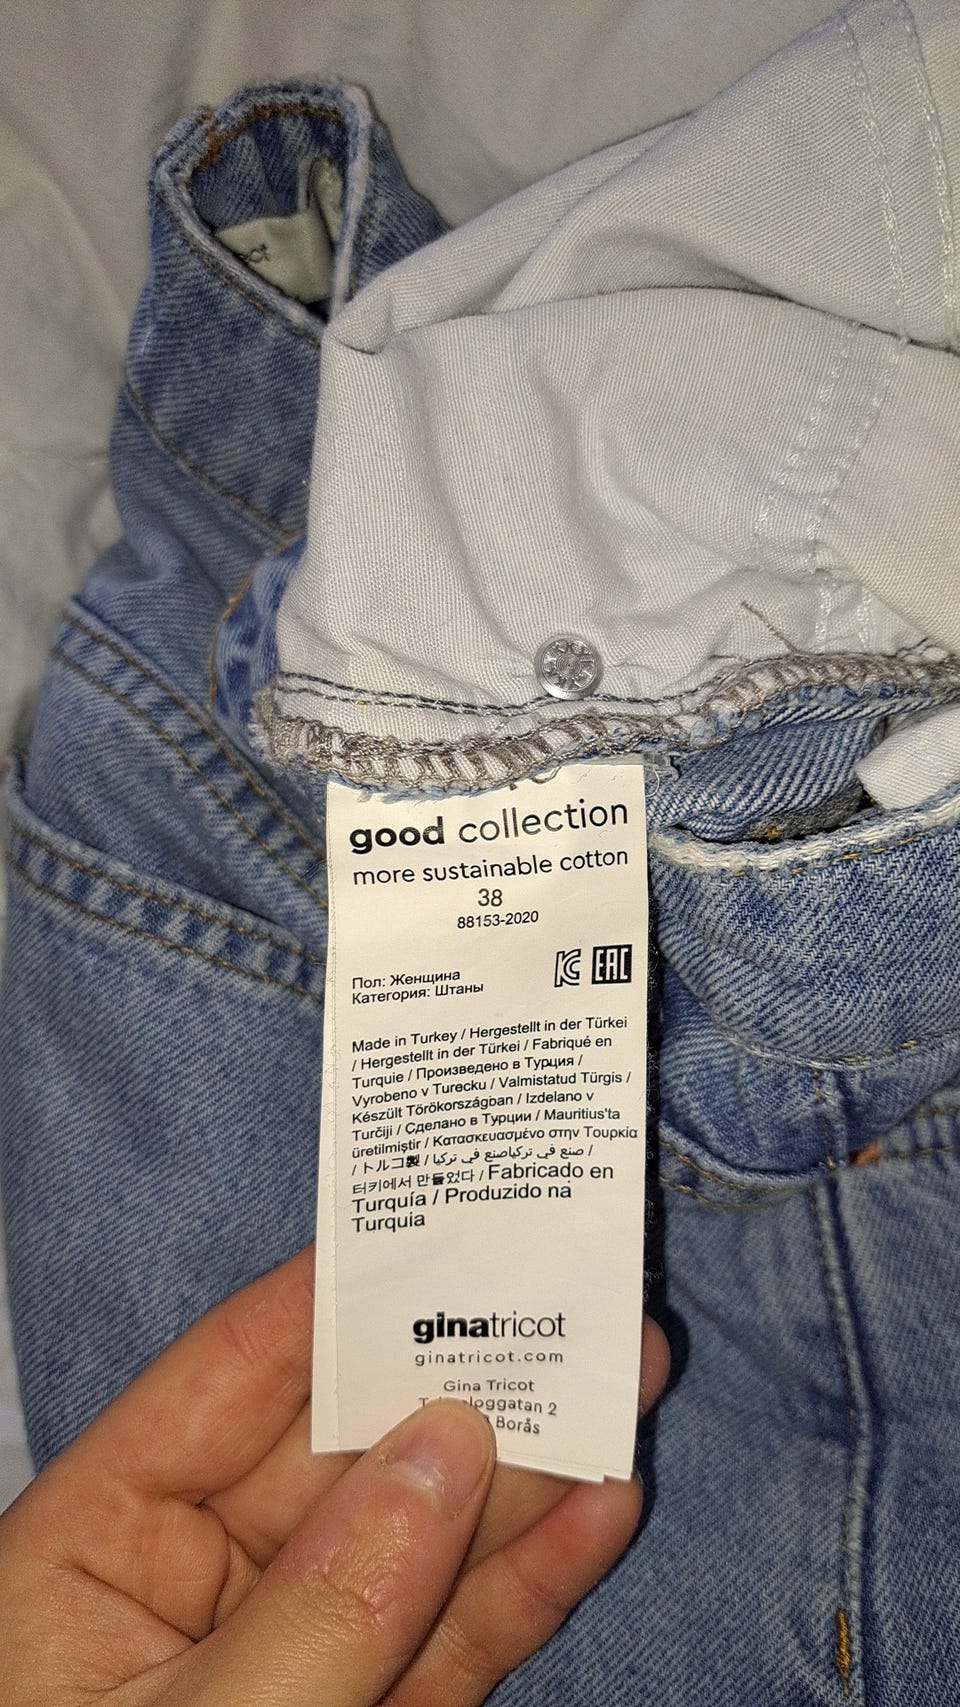 good collection
more sustainable cotton
38
88153-2020
EAC
Пол: Женщина
Категория: Штаны
Made in Turkey / Hergestellt in der Türkei
/ Hergestellt in der Türkei / Fabriqué en
Turquie / Произведено в Турция /
Vyrobeno v Turecku / Valmistatud Türgis /
Készült Törökországban / Izdelano v
Turčiji / Сделано в Турции / Mauritius'ta
üretilmiştir / Κατασκευασμένο στην Τουρκία
/ トルコ製 / صنع في تركياصنع في تركيا /
터키에서 만들었다 / Fabricado en
Turquía / Produzido na
Turquia
ginatricot
ginatricot.com
Gina Tricot
2
Borås